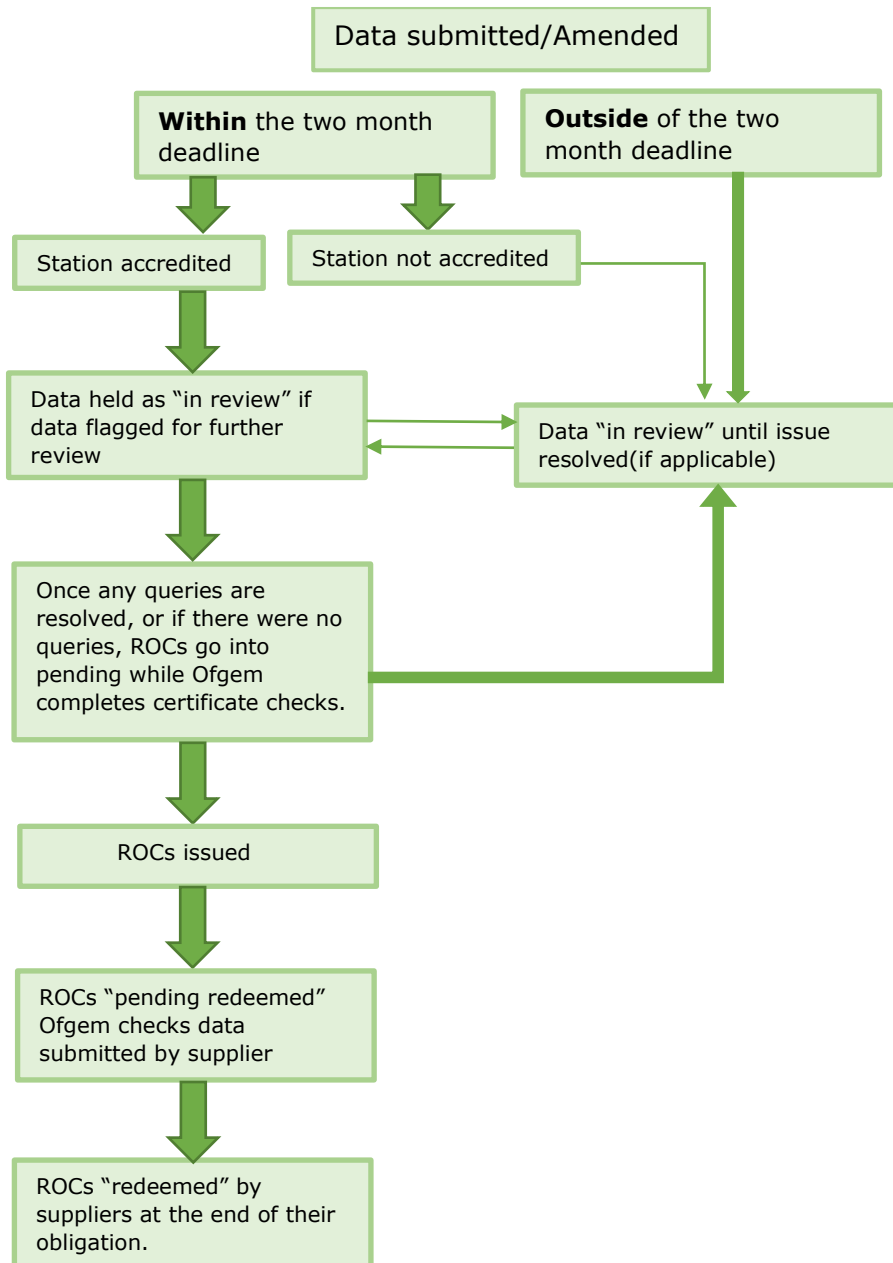 Data submitted/Amended
Within the two month
deadline
Outside of the two
month deadline
Station accredited
Station not accredited
Data held as “in review” if
data flagged for further
review
Data “in review” until issue
resolved(if applicable)
Once any queries are
resolved, or if there were no
queries, ROCs go into
pending while Ofgem
completes certificate checks.
ROCs issued
ROCs “pending redeemed”
Ofgem checks data
submitted by supplier
ROCs “redeemed” by
suppliers at the end of their
obligation.